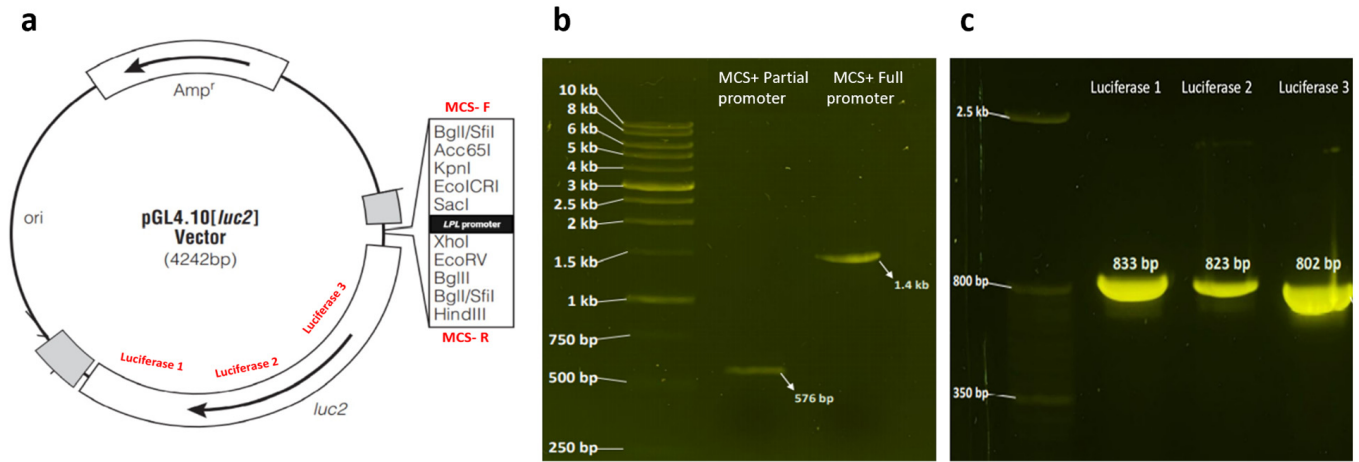 a
Ampʳ
ori
pGL4.10[luc2]
Vector
(4242bp)
Luciferase 1
Luciferase 2
Luciferase 3
luc2
MCS- F
BglI/SfiI
Acc65I
KpnI
EcoICRI
SacI
LPL promoter
XhoI
EcoRV
BglII
BglI/SfiI
HindIII
MCS- R
b
MCS+ Partial
promoter
MCS+ Full
promoter
10 kb
8 kb
6 kb
5 kb
4 kb
3 kb
2.5 kb
2 kb
1.5 kb
1 kb
750 bp
500 bp
250 bp
1.4 kb
576 bp
c
Luciferase 1
Luciferase 2
Luciferase 3
2.5 kb
800 bp
350 bp
833 bp
823 bp
802 bp